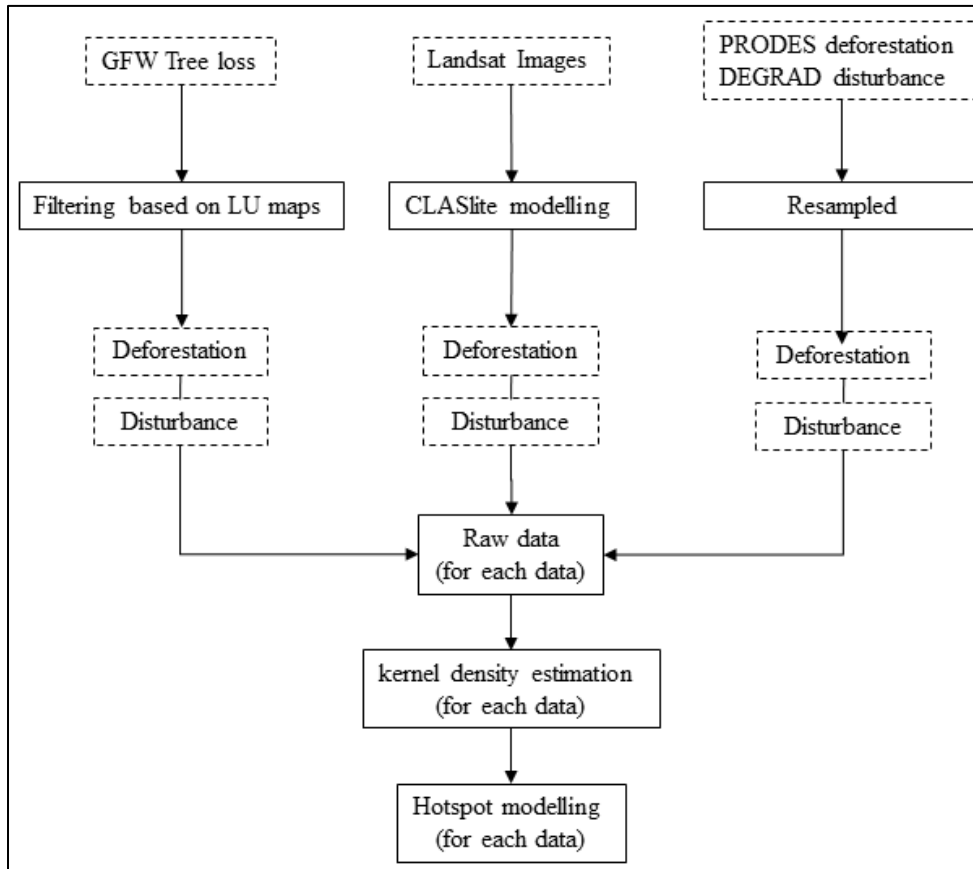 GFW Tree loss
Landsat Images
PRODES deforestation
DEGRAD disturbance
Filtering based on LU maps
CLASlite modelling
Resampled
Deforestation
Deforestation
Deforestation
Disturbance
Disturbance
Disturbance
Raw data
(for each data)
kernel density estimation
(for each data)
Hotspot modelling
(for each data)